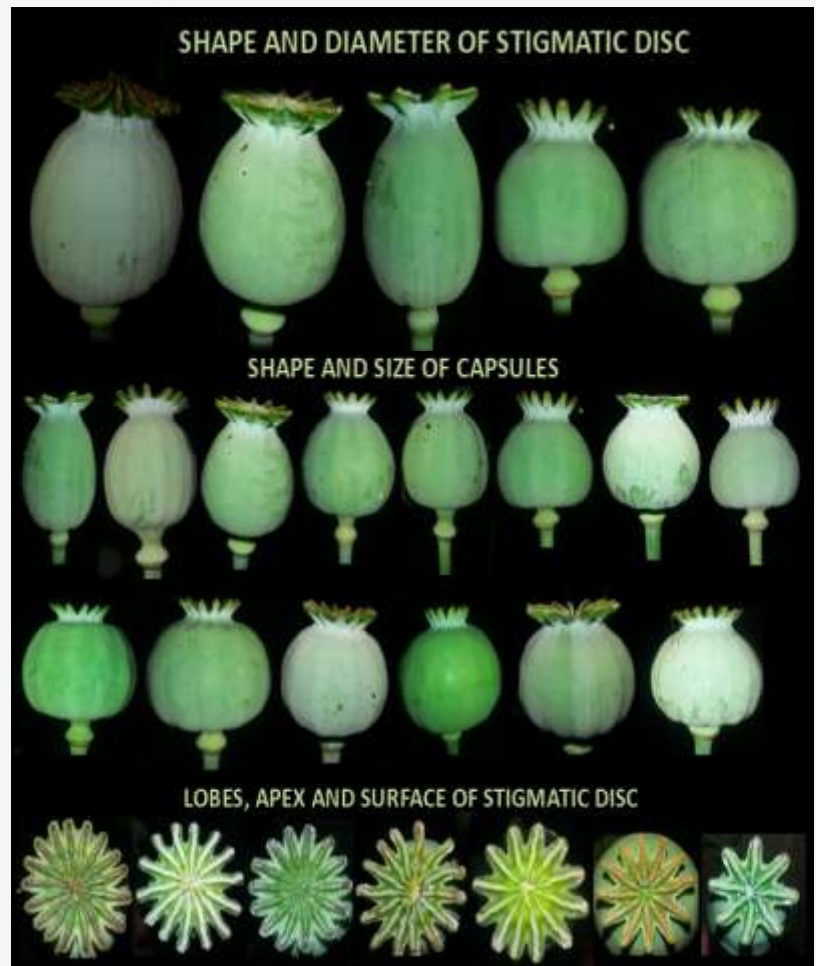 SHAPE AND DIAMETER OF STIGMATIC DISC
SHAPE AND SIZE OF CAPSULES
LOBES, APEX AND SURFACE OF STIGMATIC DISC